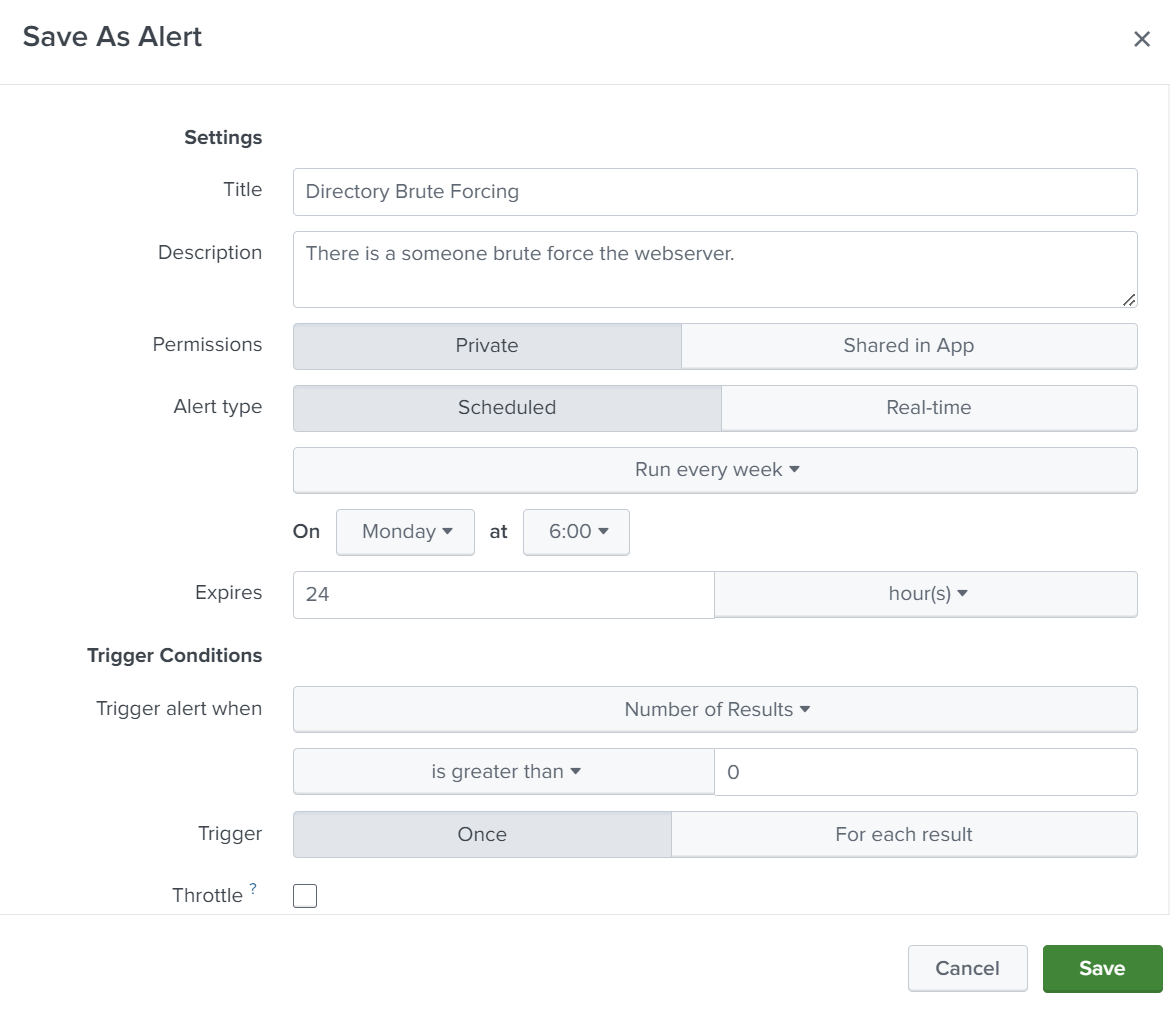 Save As Alert
Settings
Title Directory Brute Forcing
Description There is a someone brute force the webserver.
Permissions Private Shared in App
Alert type Scheduled Real-time
Run every week
On Monday at 6:00
Expires 24 hour(s)
Trigger Conditions
Trigger alert when Number of Results
is greater than 0
Trigger Once For each result
Throttle ?
Cancel Save